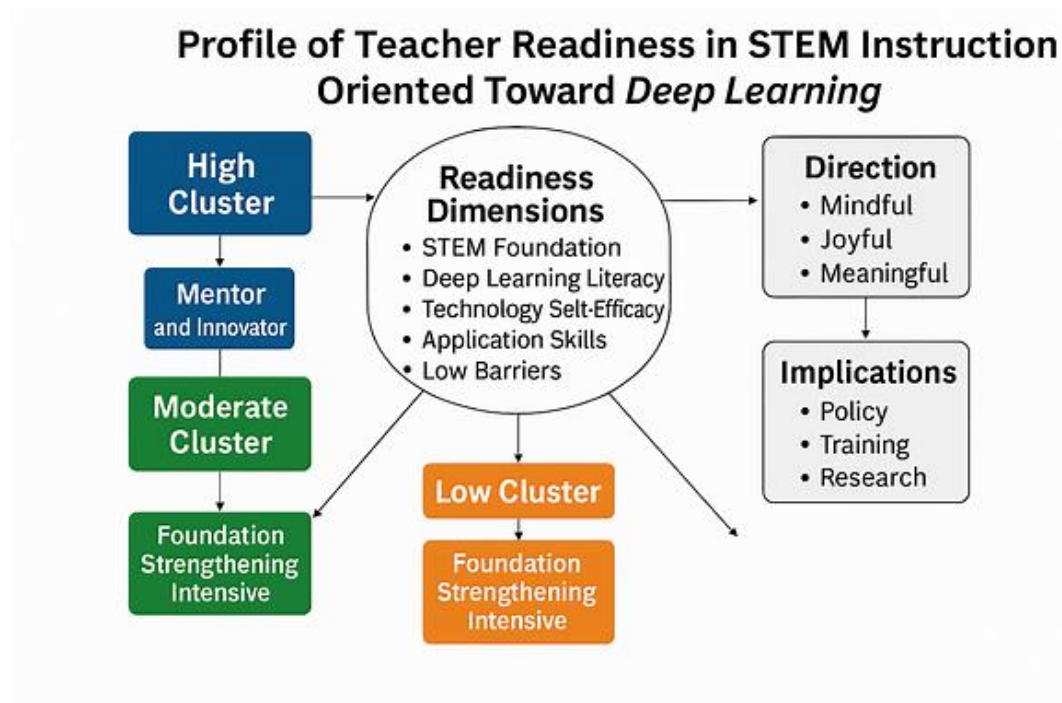 Profile of Teacher Readiness in STEM Instruction
Oriented Toward Deep Learning
High
Cluster
Mentor
and Innovator
Moderate
Cluster
Foundation
Strengthening
Intensive
Readiness
Dimensions
• STEM Foundation
• Deep Learning Literacy
• Technology Selt-Efficacy
• Application Skills
• Low Barriers
Low Cluster
Foundation
Strengthening
Intensive
Direction
• Mindful
• Joyful
• Meaningful
Implications
• Policy
• Training
• Research